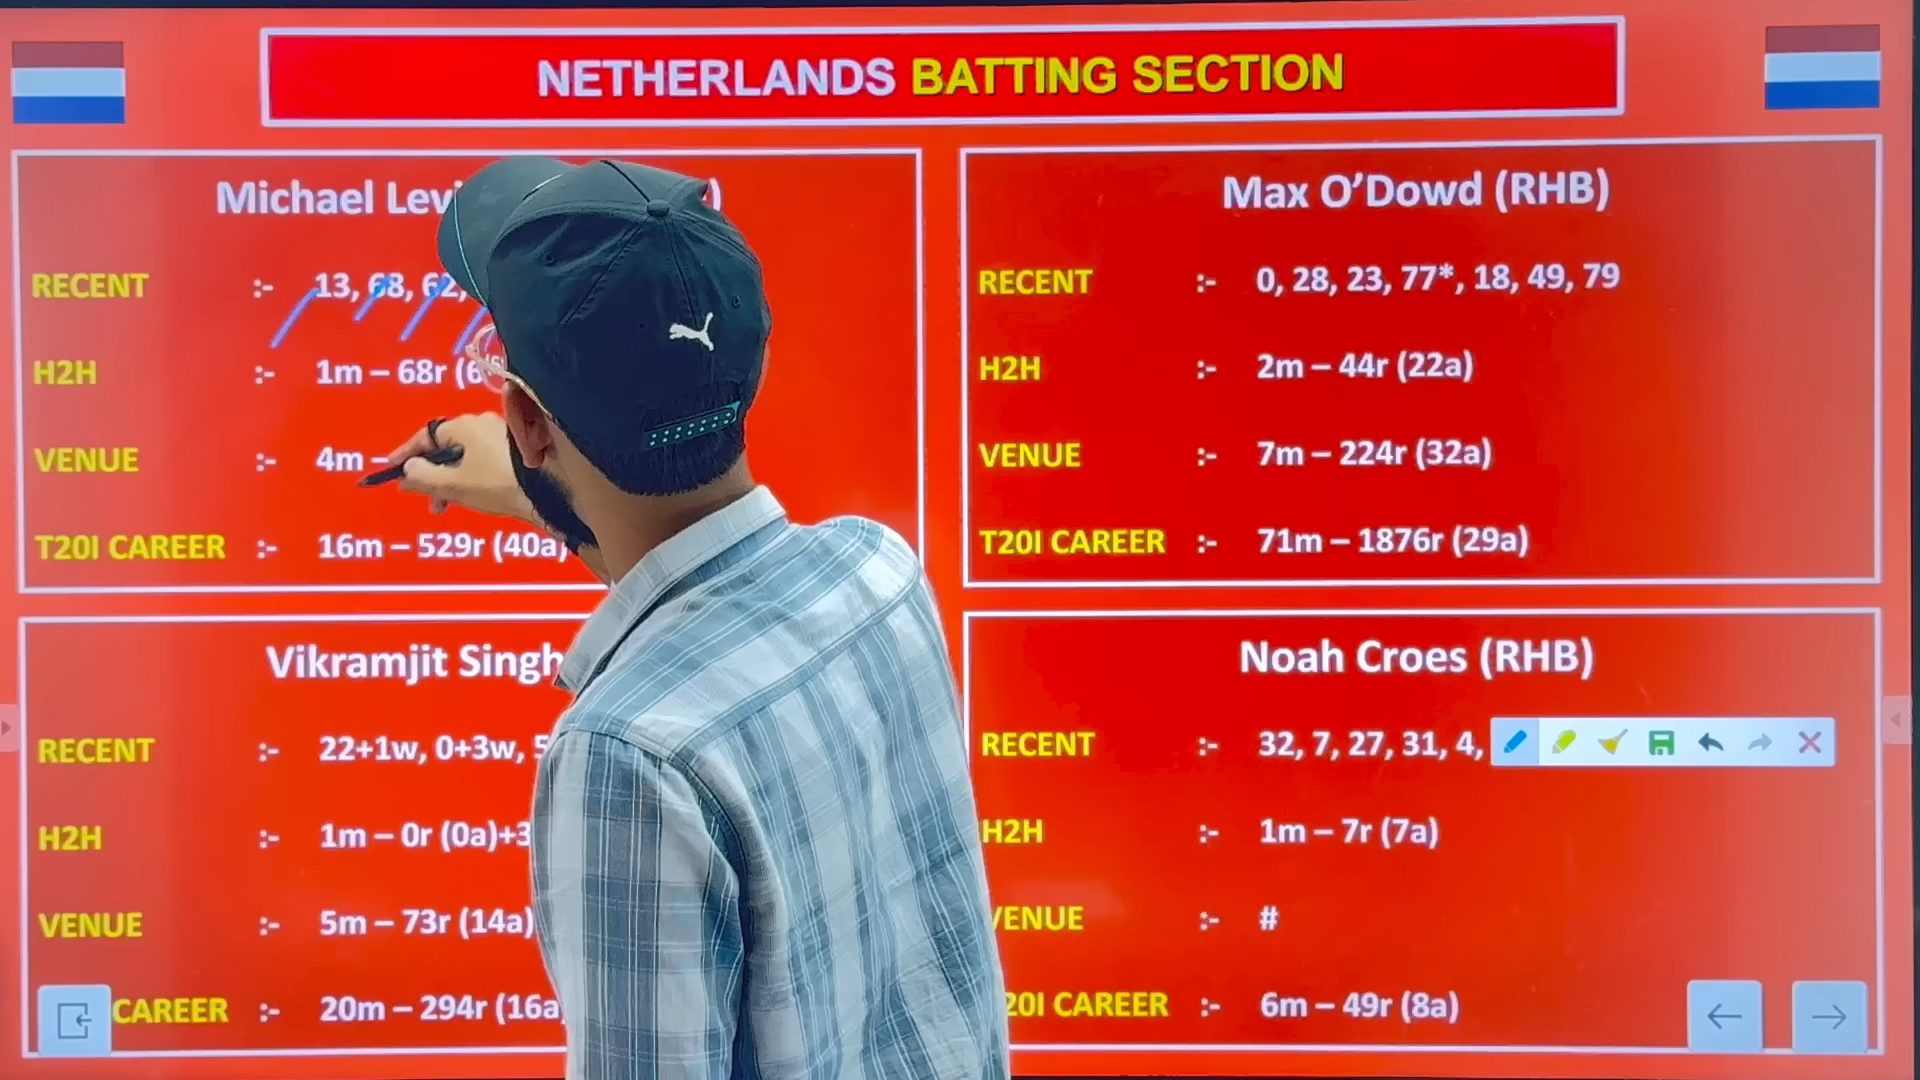 NETHERLANDS BATTING SECTION
Michael )
RECENT :- 13, 68, 62,
H2H :- 1m – 68r
VENUE :- 4m –
T20I CAREER :- 16m – 529r (40a)
Max O’Dowd (RHB)
RECENT :- 0, 28, 23, 77*, 18, 49, 79
H2H :- 2m – 44r (22a)
VENUE :- 7m – 224r (32a)
T20I CAREER :- 71m – 1876r (29a)
Vikramjit Singh
RECENT :- 22+1w, 0+3w,
H2H :- 1m – 0r (0a)+3
VENUE :- 5m – 73r (14a)
CAREER :- 20m – 294r (16a
Noah Croes (RHB)
RECENT :- 32, 7, 27, 31, 4,
H2H :- 1m – 7r (7a)
VENUE :- #
20I CAREER :- 6m – 49r (8a)